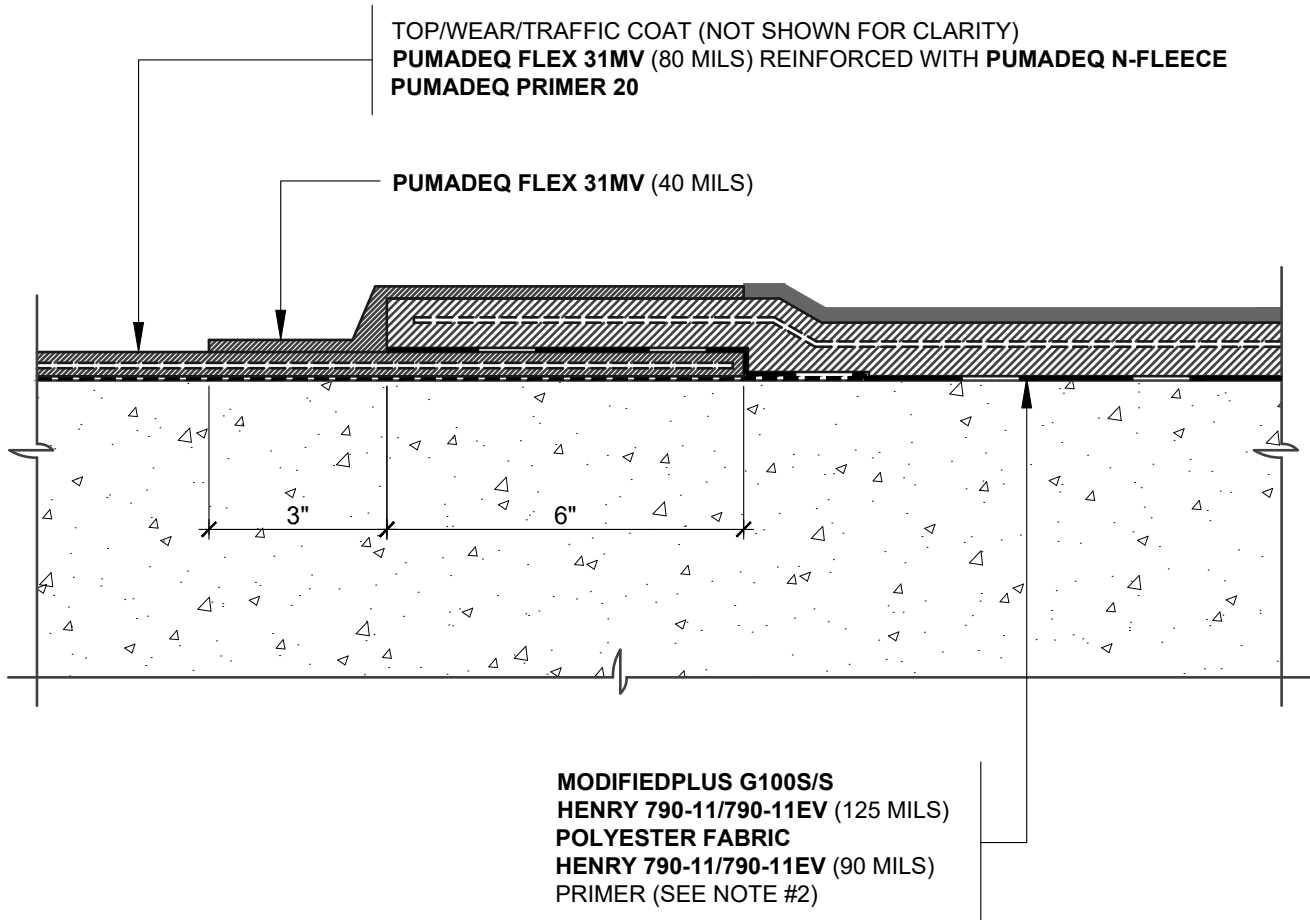 TOP/WEAR/TRAFFIC COAT (NOT SHOWN FOR CLARITY)
PUMADEQ FLEX 31MV (80 MILS) REINFORCED WITH PUMADEQ N-FLEECE
PUMADEQ PRIMER 20
PUMADEQ FLEX 31MV (40 MILS)
3"
6"
MODIFIEDPLUS G100S/S
HENRY 790-11/790-11EV (125 MILS)
POLYESTER FABRIC
HENRY 790-11/790-11EV (90 MILS)
PRIMER (SEE NOTE #2)